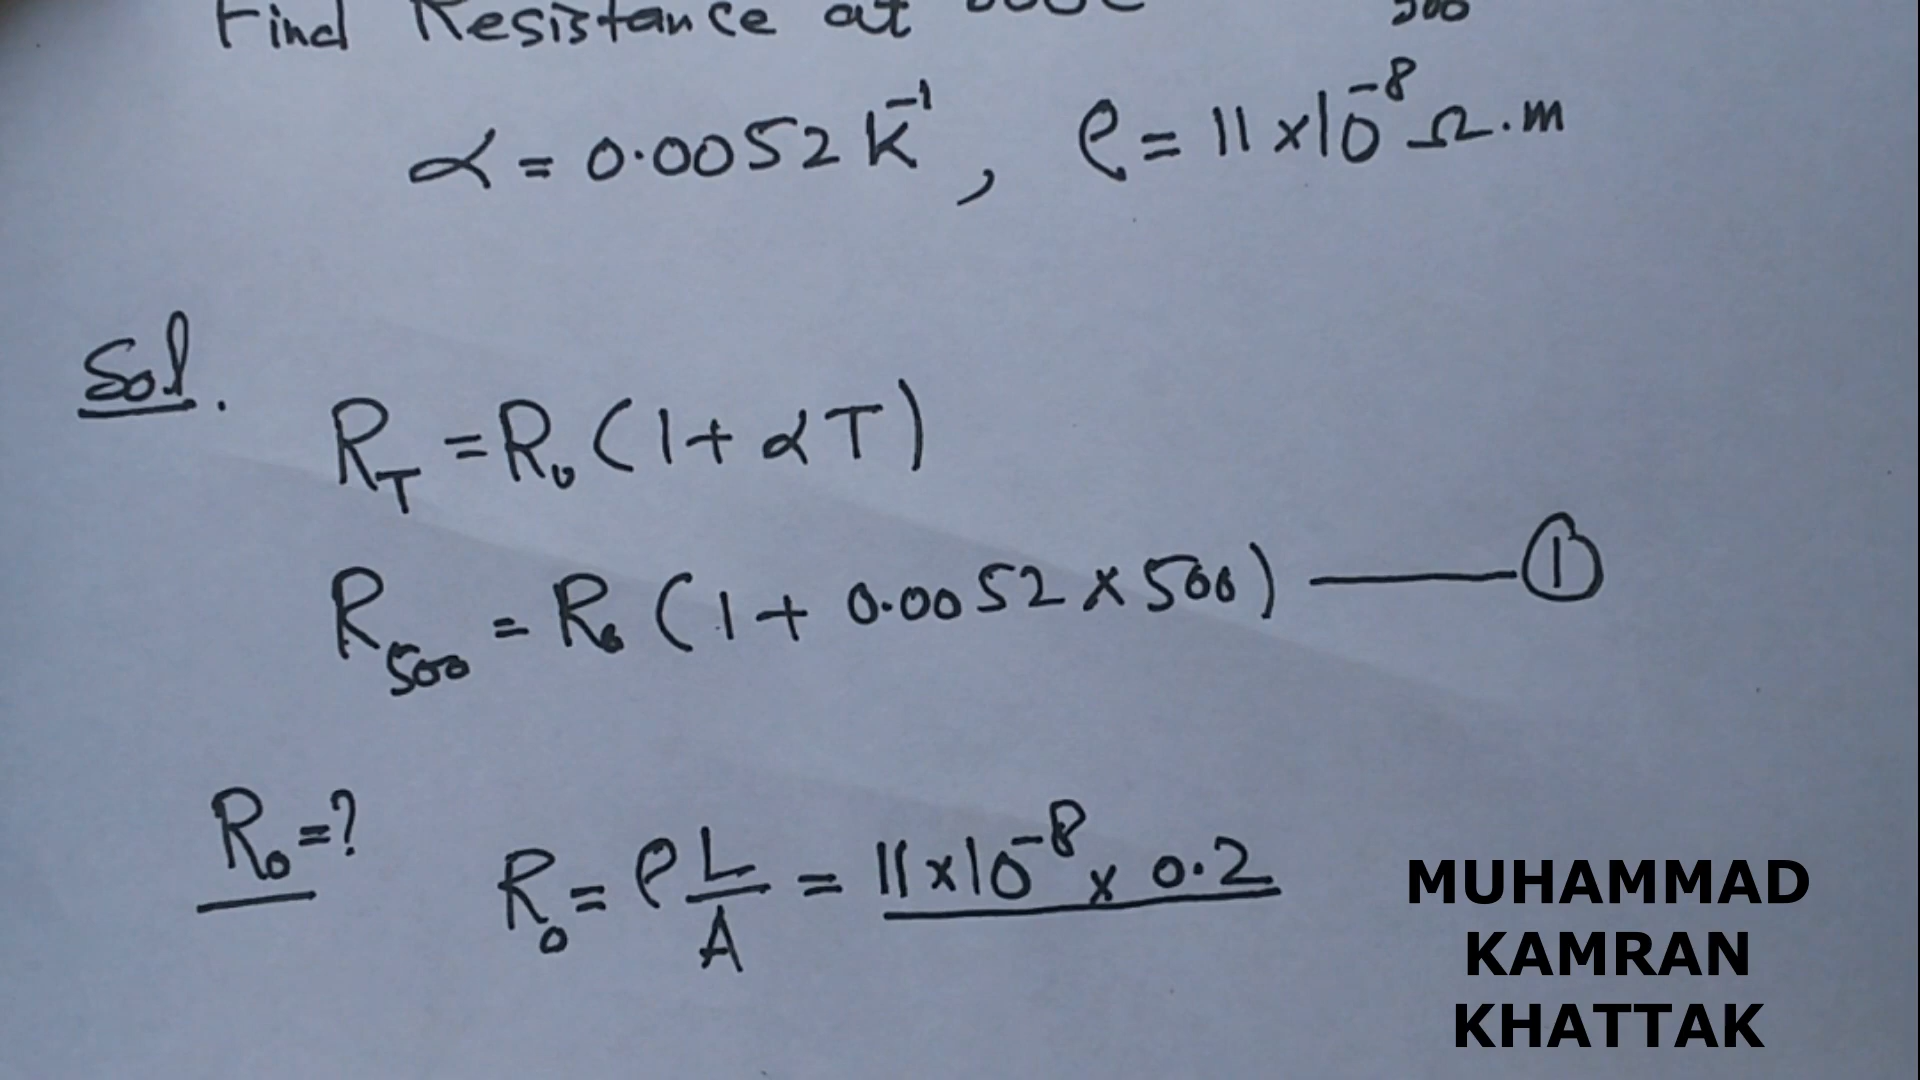 Find Resistance at
α = 0.0052 K⁻¹, ρ = 11 × 10⁻⁸ Ω.m
Sol.
R_T = R₀ (1 + αT)
R₅₀₀ = R₀ (1 + 0.0052 × 500) —— ①
R₀ = ?
R₀ = ρ L/A = 11 × 10⁻⁸ × 0.2
MUHAMMAD
KAMRAN
KHATTAK